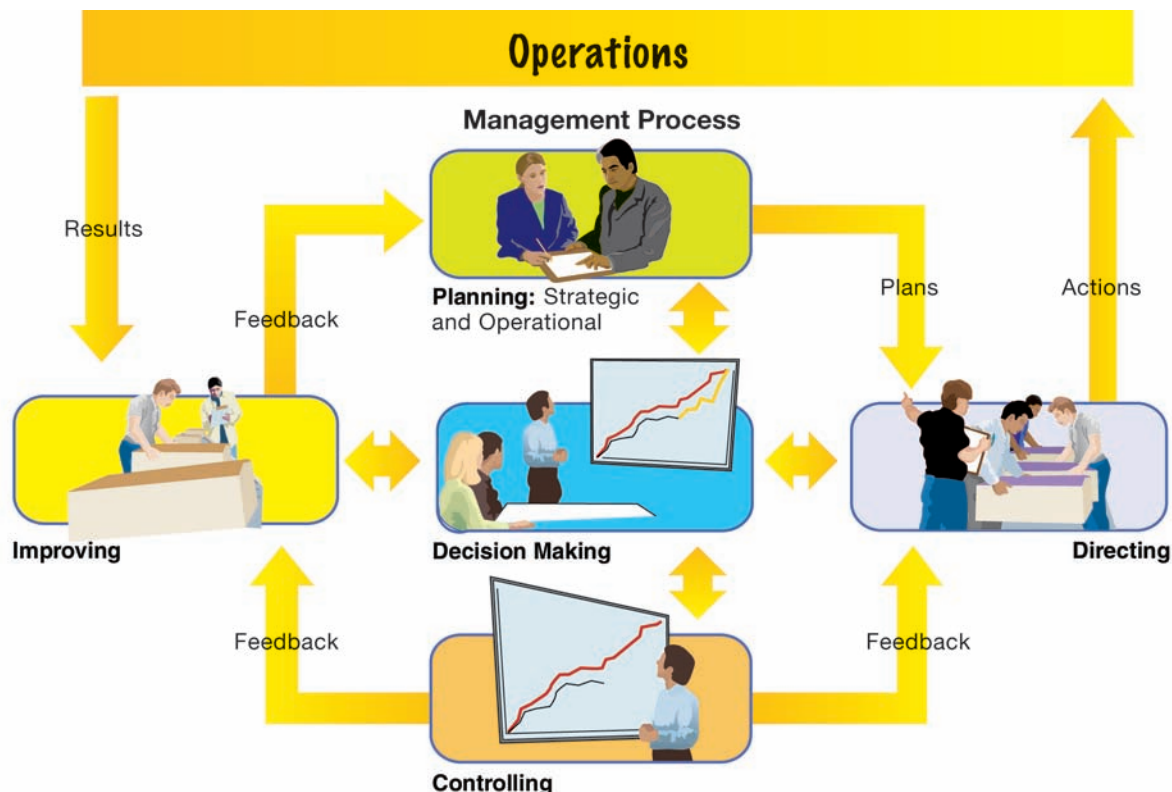 Operations
Management Process
Results
Feedback
Planning: Strategic
and Operational
Plans
Actions
Improving
Decision Making
Directing
Feedback
Feedback
Controlling